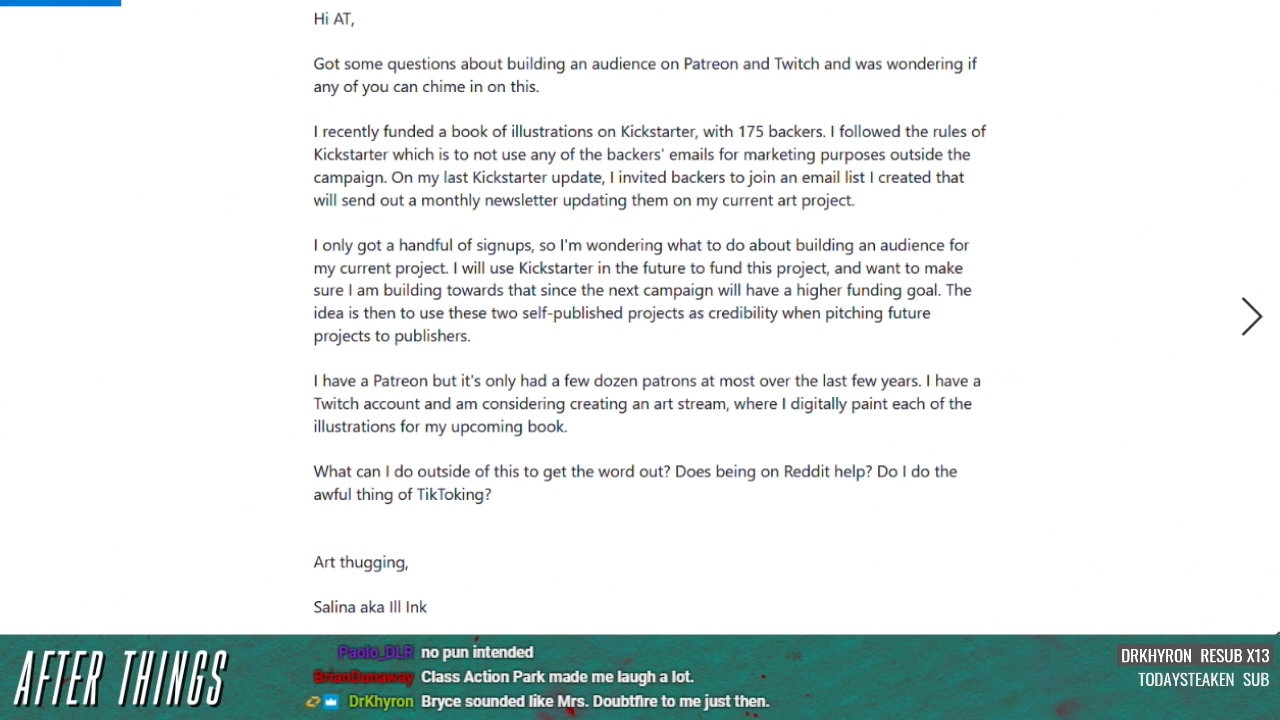 Hi AT,
Got some questions about building an audience on Patreon and Twitch and was wondering if
any of you can chime in on this.
I recently funded a book of illustrations on Kickstarter, with 175 backers. I followed the rules of
Kickstarter which is to not use any of the backers' emails for marketing purposes outside the
campaign. On my last Kickstarter update, I invited backers to join an email list I created that
will send out a monthly newsletter updating them on my current art project.
I only got a handful of signups, so I'm wondering what to do about building an audience for
my current project. I will use Kickstarter in the future to fund this project, and want to make
sure I am building towards that since the next campaign will have a higher funding goal. The
idea is then to use these two self-published projects as credibility when pitching future
projects to publishers.
I have a Patreon but it's only had a few dozen patrons at most over the last few years. I have a
Twitch account and am considering creating an art stream, where I digitally paint each of the
illustrations for my upcoming book.
What can I do outside of this to get the word out? Does being on Reddit help? Do I do the
awful thing of TikToking?
Art thugging,
Salina aka Ill Ink
AFTER THINGS
Paolo_DLR no pun intended
BrianDunaway Class Action Park made me laugh a lot.
DrKhyron Bryce sounded like Mrs. Doubtfire to me just then.
DRKHYRON RESUB X13
TODAYSTEAKEN SUB